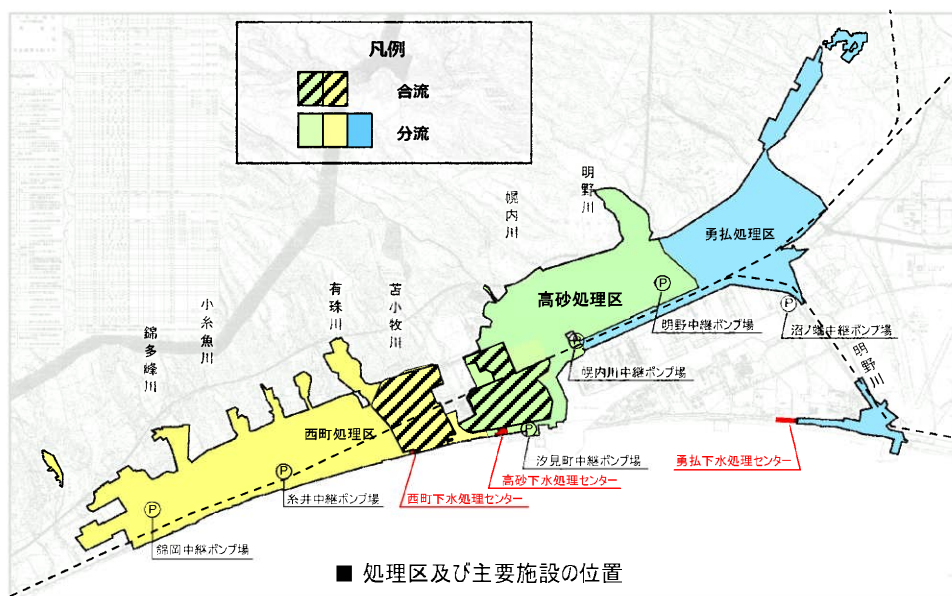 凡例
合流
分流
明野川
幌内川
勇払処理区
高砂処理区
有珠川
苫小牧川
小糸魚川
錦多峰川
明野中継ポンプ場
沼ノ端中継ポンプ場
明野川
幌内川中継ポンプ場
西町処理区
汐見町中継ポンプ場
勇払下水処理センター
高砂下水処理センター
西町下水処理センター
糸井中継ポンプ場
錦岡中継ポンプ場
P
P
P
P
P
■ 処理区及び主要施設の位置